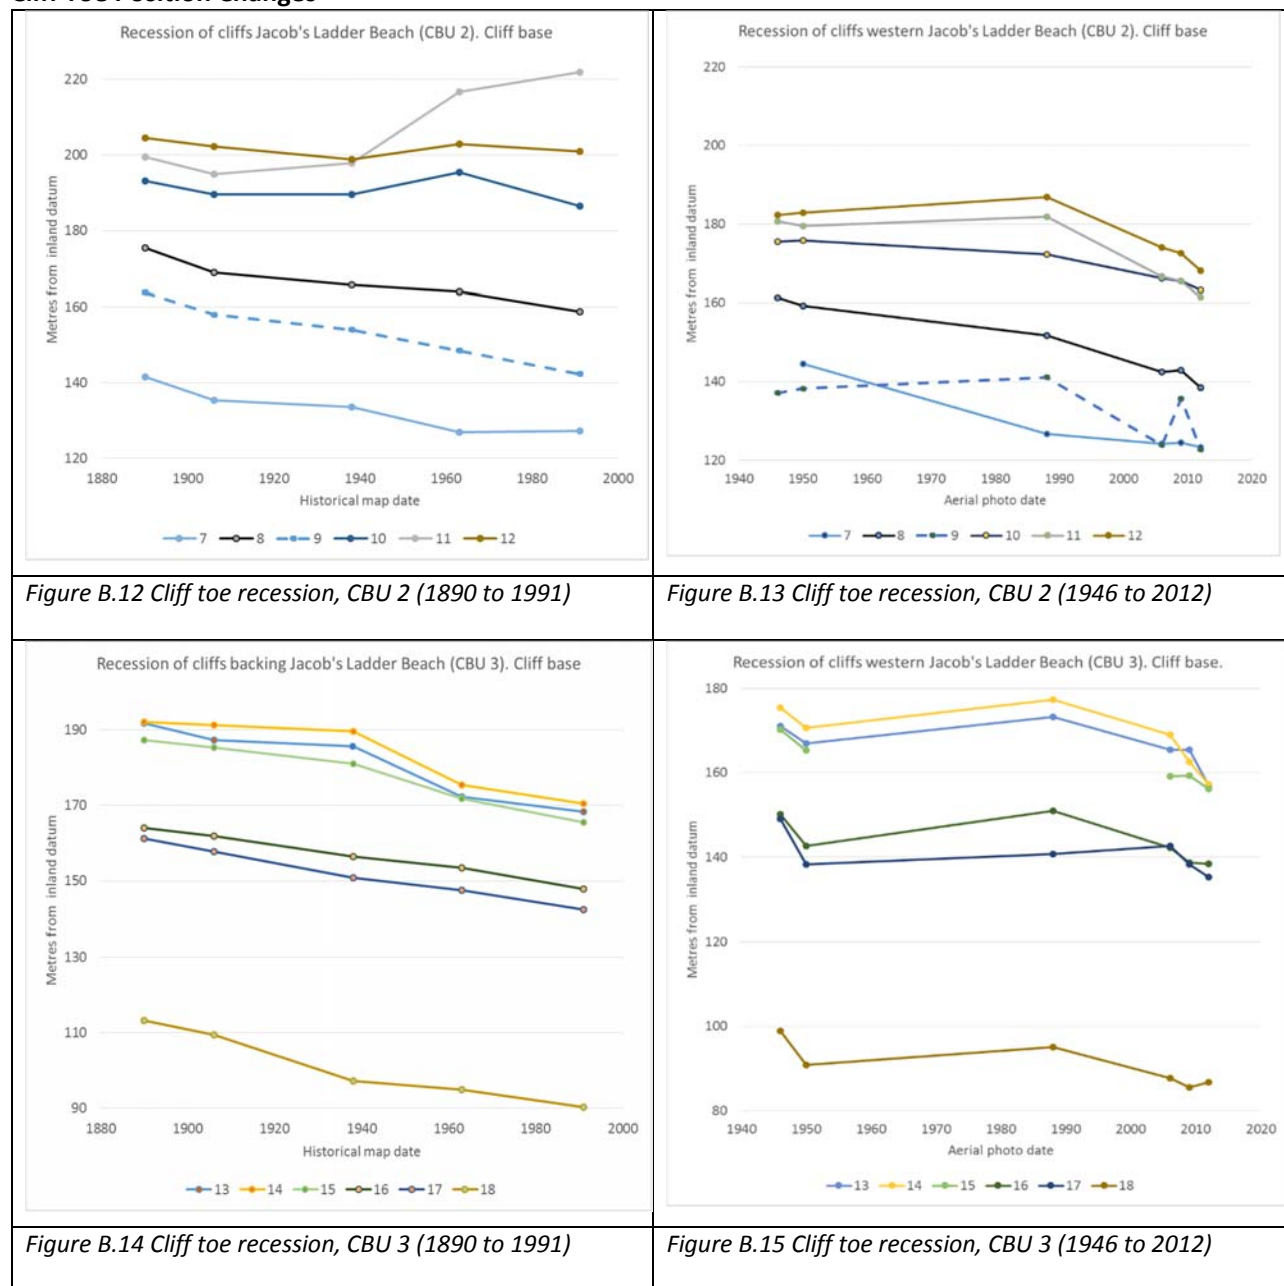 Recession of cliffs Jacob's Ladder Beach (CBU 2). Cliff base
220
200
180
160
140
120
Metres from inland datum
1880 1900 1920 1940 1960 1980 2000
Historical map date
7 8 9 10 11 12
Figure B.12 Cliff toe recession, CBU 2 (1890 to 1991)
Recession of cliffs western Jacob's Ladder Beach (CBU 2). Cliff base
220
200
180
160
140
120
Metres from inland datum
1940 1950 1960 1970 1980 1990 2000 2010 2020
Aerial photo date
7 8 9 10 11 12
Figure B.13 Cliff toe recession, CBU 2 (1946 to 2012)
Recession of cliffs backing Jacob's Ladder Beach (CBU 3). Cliff base
190
170
150
130
110
90
Metres from inland datum
1880 1900 1920 1940 1960 1980 2000
Historical map date
13 14 15 16 17 18
Figure B.14 Cliff toe recession, CBU 3 (1890 to 1991)
Recession of cliffs western Jacob's Ladder Beach (CBU 3). Cliff base.
180
160
140
120
100
80
Metres from inland datum
1940 1950 1960 1970 1980 1990 2000 2010 2020
Aerial photo date
13 14 15 16 17 18
Figure B.15 Cliff toe recession, CBU 3 (1946 to 2012)